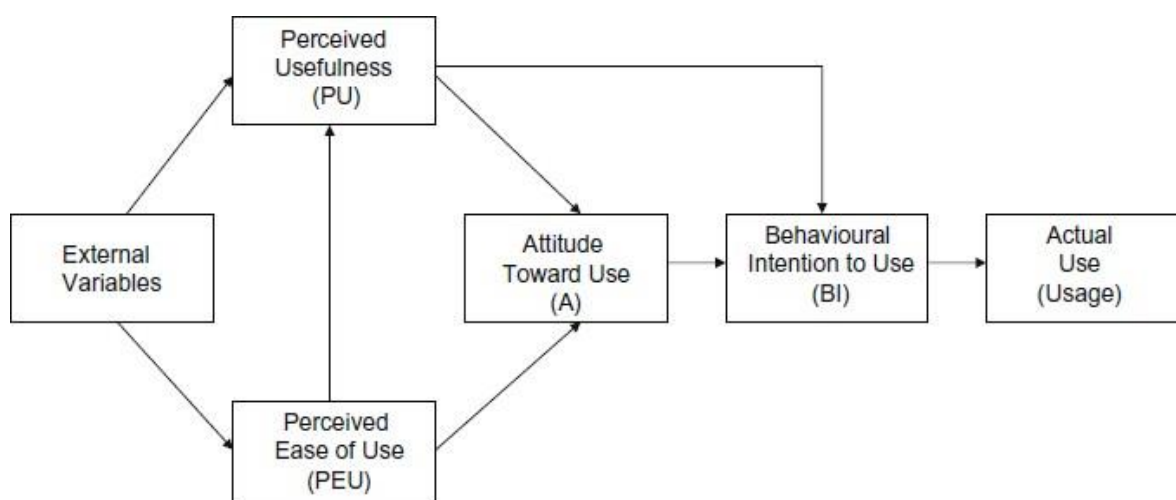 Perceived
Usefulness
(PU)
External
Variables
Attitude
Toward Use
(A)
Behavioural
Intention to Use
(BI)
Actual
Use
(Usage)
Perceived
Ease of Use
(PEU)